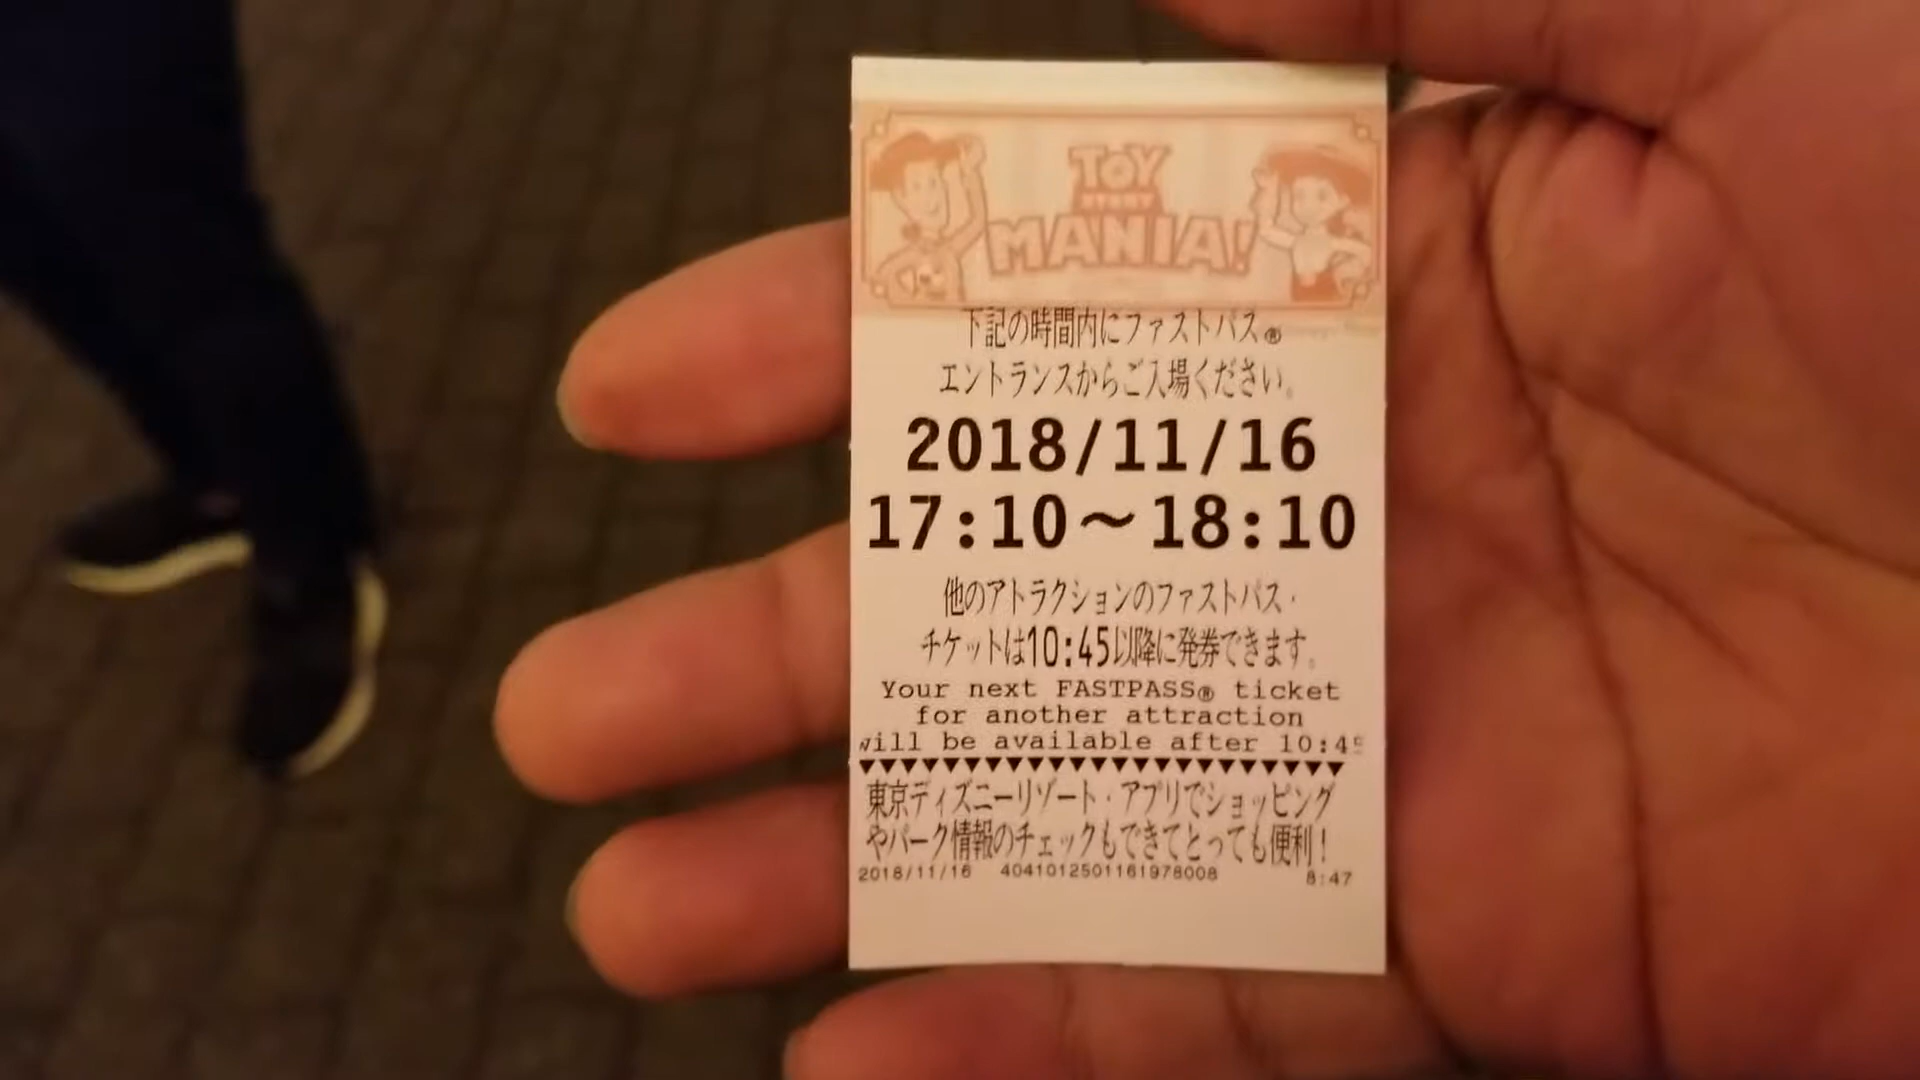 TOY
STORY
MANIA!
下記の時間内にファストパス®
エントランスからご入場ください。
2018/11/16
17:10～18:10
他のアトラクションのファストパス・
チケットは10:45以降に発券できます。
Your next FASTPASS® ticket
for another attraction
will be available after 10:45
▼▼▼▼▼▼▼▼▼▼▼▼▼▼▼▼▼▼▼▼▼▼▼
東京ディズニーリゾート・アプリでショッピング
やパーク情報のチェックもできてとっても便利！
2018/11/16 4041012501161978008 8:47